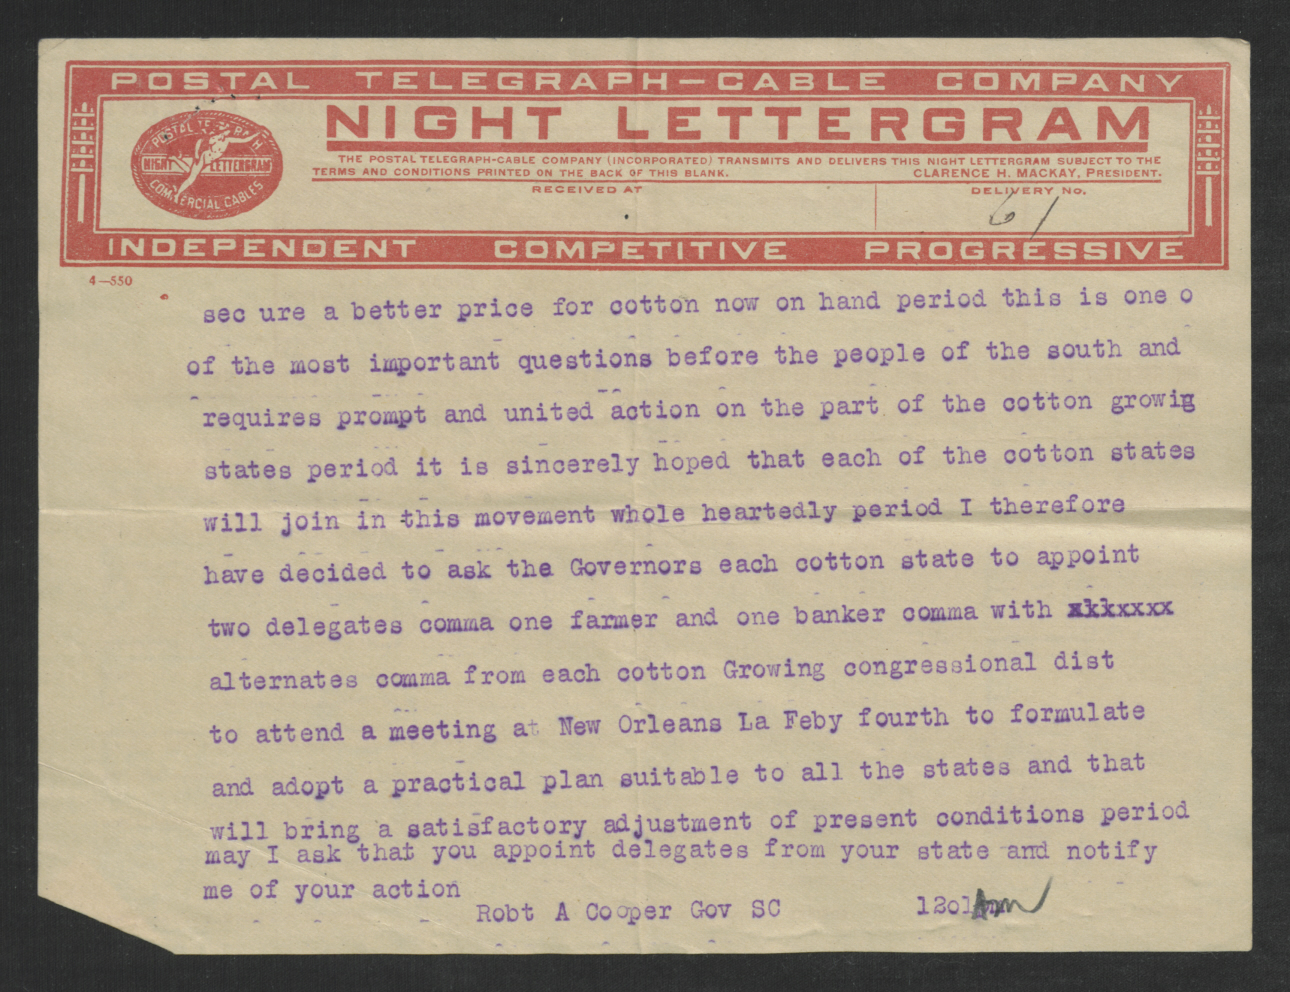 POSTAL TELEGRAPH—CABLE COMPANY
NIGHT LETTERGRAM
POSTAL TELEGRAPH
NIGHT LETTERGRAM
COMMERCIAL CABLES
THE POSTAL TELEGRAPH-CABLE COMPANY (INCORPORATED) TRANSMITS AND DELIVERS THIS NIGHT LETTERGRAM SUBJECT TO THE
TERMS AND CONDITIONS PRINTED ON THE BACK OF THIS BLANK. CLARENCE H. MACKAY, PRESIDENT.
RECEIVED AT DELIVERY No.
61
INDEPENDENT COMPETITIVE PROGRESSIVE
4—550
sec ure a better price for cotton now on hand period this is one o
of the most important questions before the people of the south and
requires prompt and united action on the part of the cotton growig
states period it is sincerely hoped that each of the cotton states
will join in this movement whole heartedly period I therefore
have decided to ask the Governors each cotton state to appoint
two delegates comma one farmer and one banker comma with xkkxxxx
alternates comma from each cotton Growing congressional dist
to attend a meeting at New Orleans La Feby fourth to formulate
and adopt a practical plan suitable to all the states and that
will bring a satisfactory adjustment of present conditions period
may I ask that you appoint delegates from your state and notify
me of your action
Robt A Cooper Gov SC 12o1Am